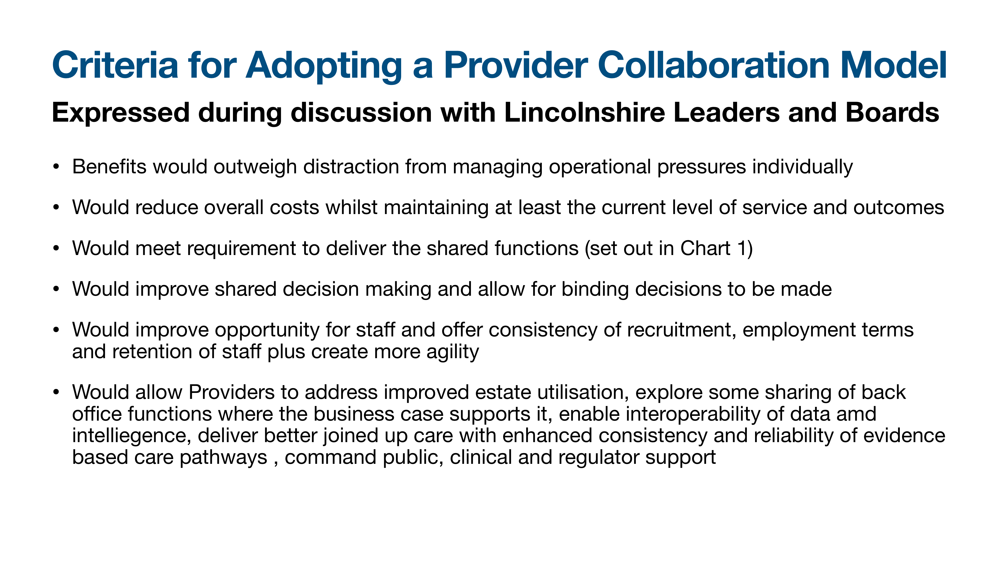 Criteria for Adopting a Provider Collaboration Model
Expressed during discussion with Lincolnshire Leaders and Boards
• Benefits would outweigh distraction from managing operational pressures individually
• Would reduce overall costs whilst maintaining at least the current level of service and outcomes
• Would meet requirement to deliver the shared functions (set out in Chart 1)
• Would improve shared decision making and allow for binding decisions to be made
• Would improve opportunity for staff and offer consistency of recruitment, employment terms
and retention of staff plus create more agility
• Would allow Providers to address improved estate utilisation, explore some sharing of back
office functions where the business case supports it, enable interoperability of data amd
intelliegence, deliver better joined up care with enhanced consistency and reliability of evidence
based care pathways , command public, clinical and regulator support